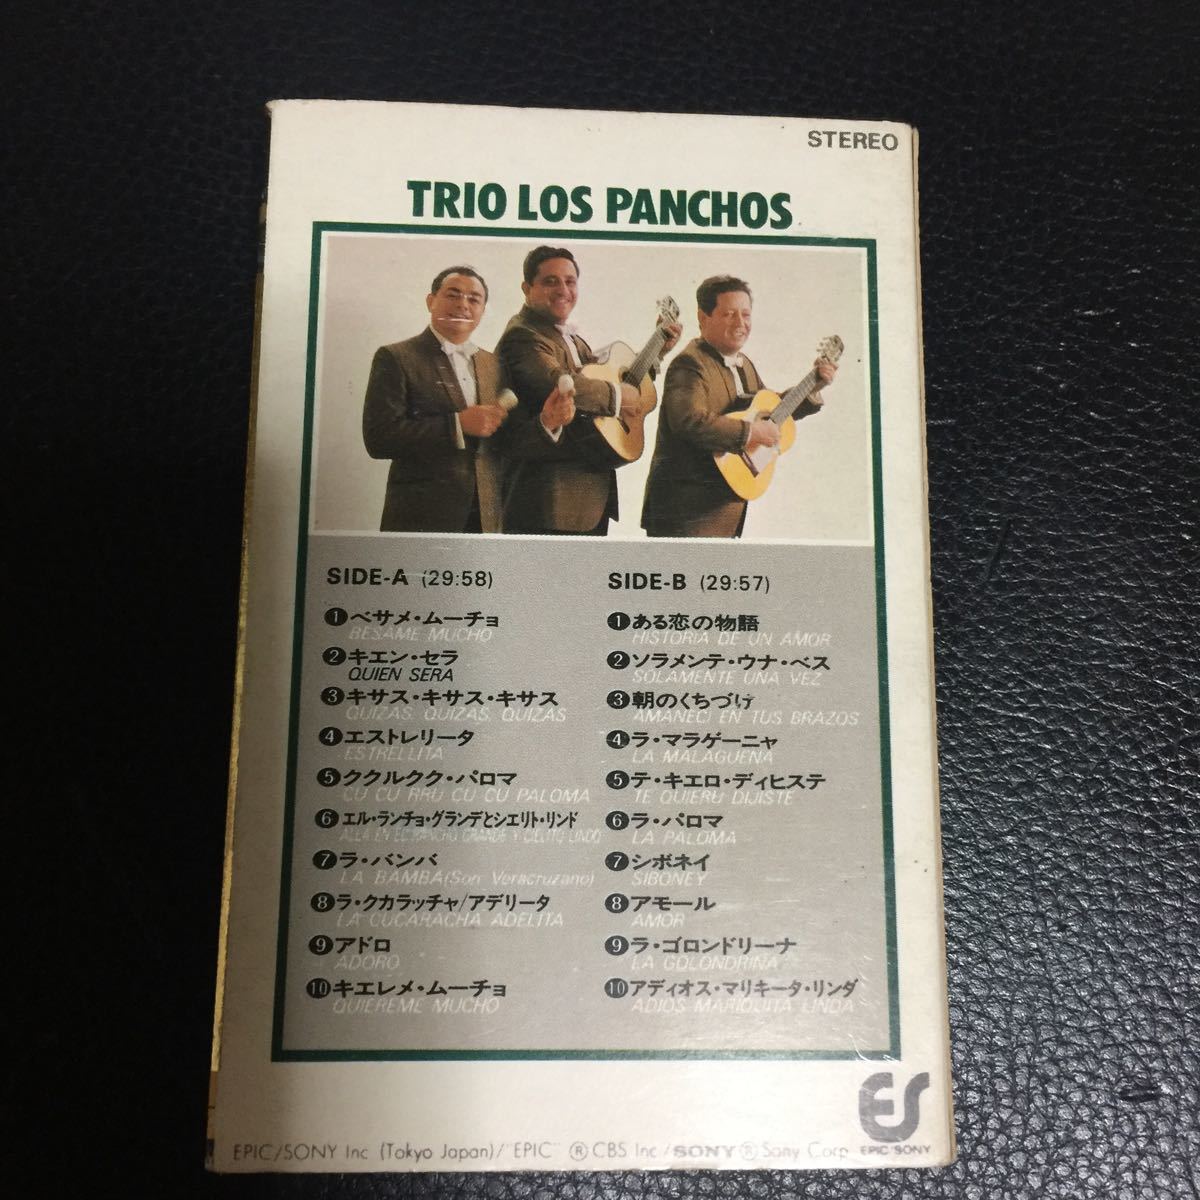 STEREO
TRIO LOS PANCHOS
SIDE-A (29:58)
❶ベサメ・ムーチョ
BESAME MUCHO
❷キエン・セラ
QUIEN SERA
❸キサス・キサス・キサス
QUIZAS, QUIZAS, QUIZAS
❹エストレリータ
ESTRELLITA
❺ククルクク・パロマ
CU CU RRU CU CU PALOMA
❻エル・ランチョ・グランデとシエリト・リンド
ALLA EN EL RANCHO GRANDE Y CIELITO LINDO
❼ラ・バンバ
LA BAMBA (Son Veracruzano)
❽ラ・クカラッチャ/アデリータ
LA CUCARACHA ADELITA
❾アドロ
ADORO
❿キエレメ・ムーチョ
QUIEREME MUCHO
SIDE-B (29:57)
❶ある恋の物語
HISTORIA DE UN AMOR
❷ソラメンテ・ウナ・ベス
SOLAMENTE UNA VEZ
❸朝のくちづけ
AMANECI EN TUS BRAZOS
❹ラ・マラゲーニャ
LA MALAGUENA
❺テ・キエロ・ディヒステ
TE QUIERU DIJISTE
❻ラ・パロマ
LA PALOMA
❼シボネイ
SIBONEY
❽アモール
AMOR
❾ラ・ゴロンドリーナ
LA GOLONDRINA
❿アディオス・マリキータ・リンダ
ADIOS MARIQUITA LINDA
ES
EPIC/SONY
EPIC/SONY Inc (Tokyo Japan)/"EPIC" ® CBS Inc / SONY ® Sony Corp